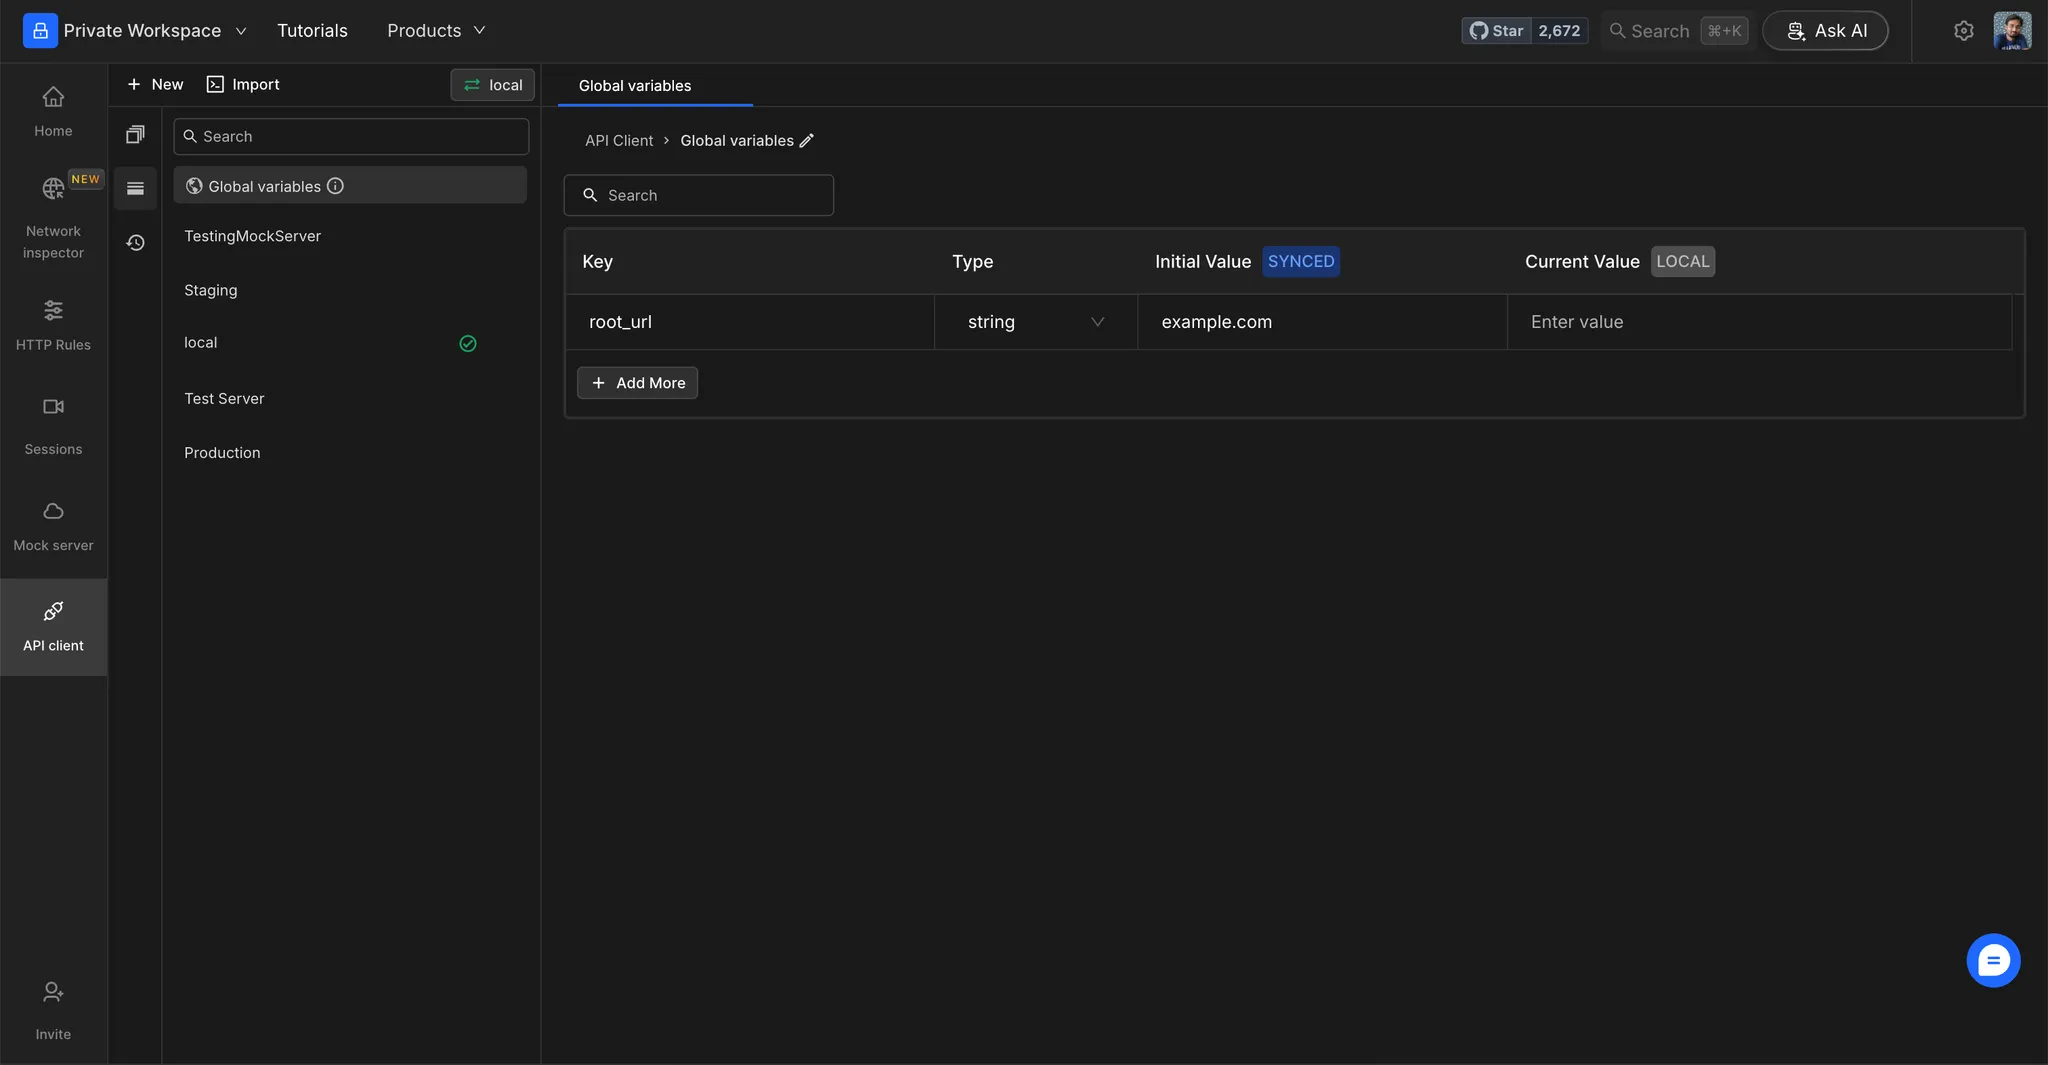 Private Workspace
Tutorials
Products
Star 2,672
Search ⌘+K
Ask AI
Home
NEW
Network
inspector
HTTP Rules
Sessions
Mock server
API client
Invite
+ New
Import
local
Search
Global variables
TestingMockServer
Staging
local
Test Server
Production
Global variables
API Client > Global variables
Search
Key Type Initial Value SYNCED Current Value LOCAL
root_url string example.com Enter value
+ Add More